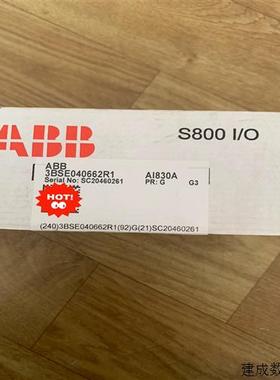 ABB
S800 I/O
ABB
3BSE040662R1 AI830A
Serial No: SC20460261 PR: G G3
HOT!
(240)3BSE040662R1(92)G(21)SC20460261
建成数